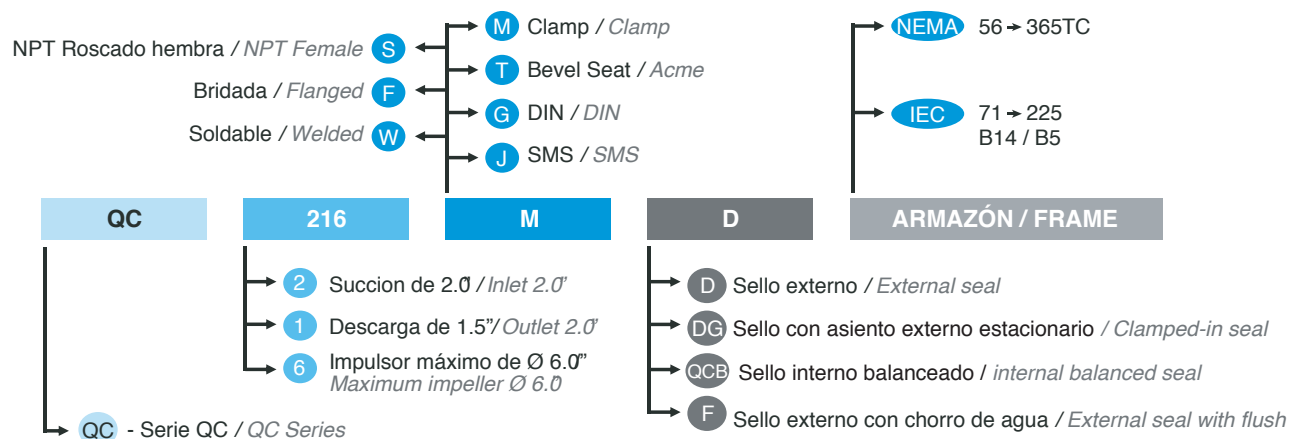 NPT Roscado hembra / NPT Female S
Bridada / Flanged F
Soldable / Welded W
M Clamp / Clamp
T Bevel Seat / Acme
G DIN / DIN
J SMS / SMS
NEMA 56 → 365TC
IEC 71 → 225
B14 / B5
QC 216 M D ARMAZÓN / FRAME
2 Succion de 2.0" / Inlet 2.0"
1 Descarga de 1.5"/ Outlet 2.0"
6 Impulsor máximo de Ø 6.0"
Maximum impeller Ø 6.0
QC - Serie QC / QC Series
D Sello externo / External seal
DG Sello con asiento externo estacionario / Clamped-in seal
QCB Sello interno balanceado / internal balanced seal
F Sello externo con chorro de agua / External seal with flush